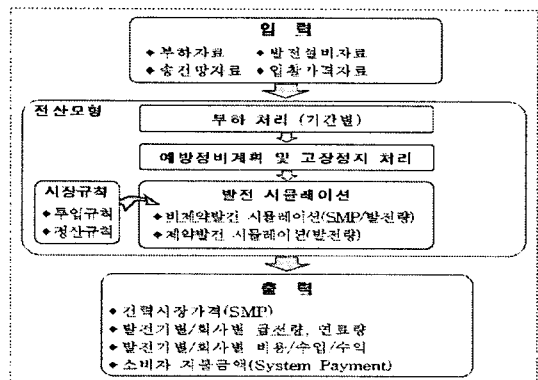 입 력
◆ 부하자료 ◆ 발전설비자료
◆ 송전망자료 ◆ 입찰가격자료
전산모형
부하 처리 (기간별)
예방정비계획 및 고장정지 처리
시장규칙
◆ 투입규칙
◆ 정산규칙
발전 시뮬레이션
◆ 비제약발전 시뮬레이션(SMP/발전량)
◆ 제약발전 시뮬레이션(발전량)
출 력
◆ 전력시장가격(SMP)
◆ 발전기별/회사별 급전량, 연료량
◆ 발전기별/회사별 비용/수입/수익
◆ 소비자 지불금액(System Payment)